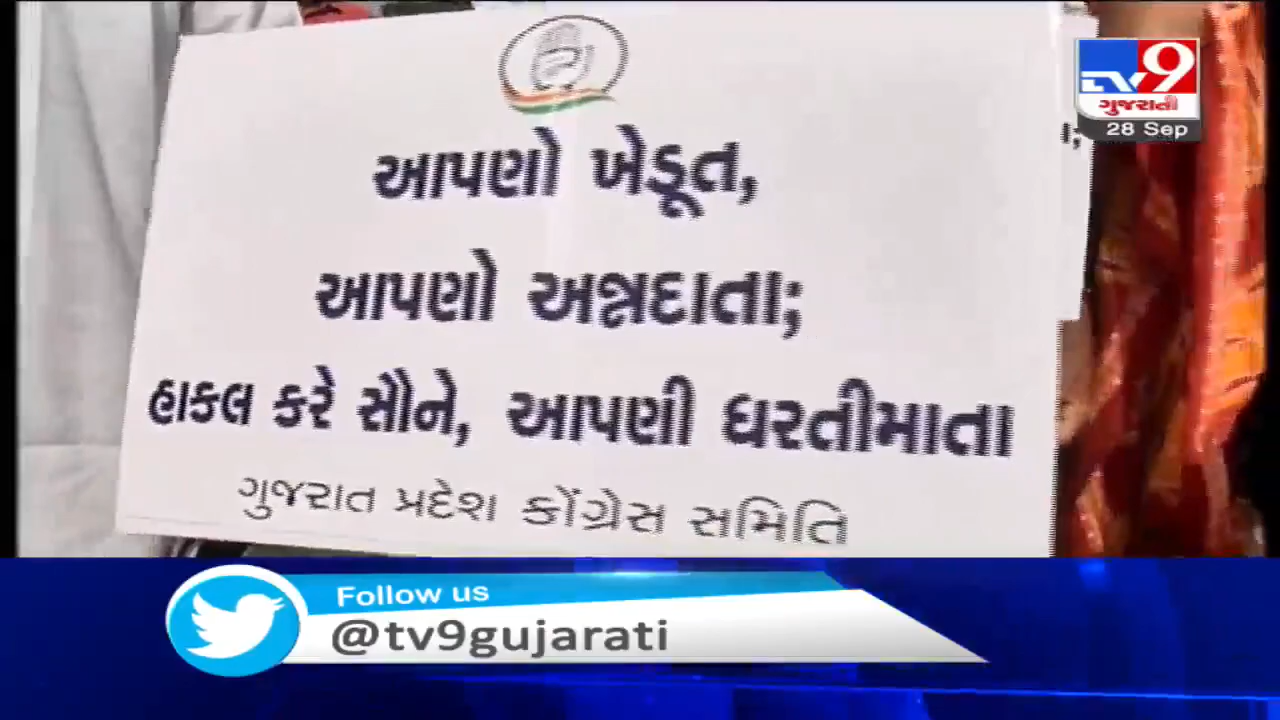 TV9
ગુજરાતી
28 Sep
આપણો ખેડૂત,
આપણો અન્નદાતા;
હાકલ કરે સૌને, આપણી ધરતીમાતા
ગુજરાત પ્રદેશ કોંગ્રેસ સમિતિ
Follow us
@tv9gujarati